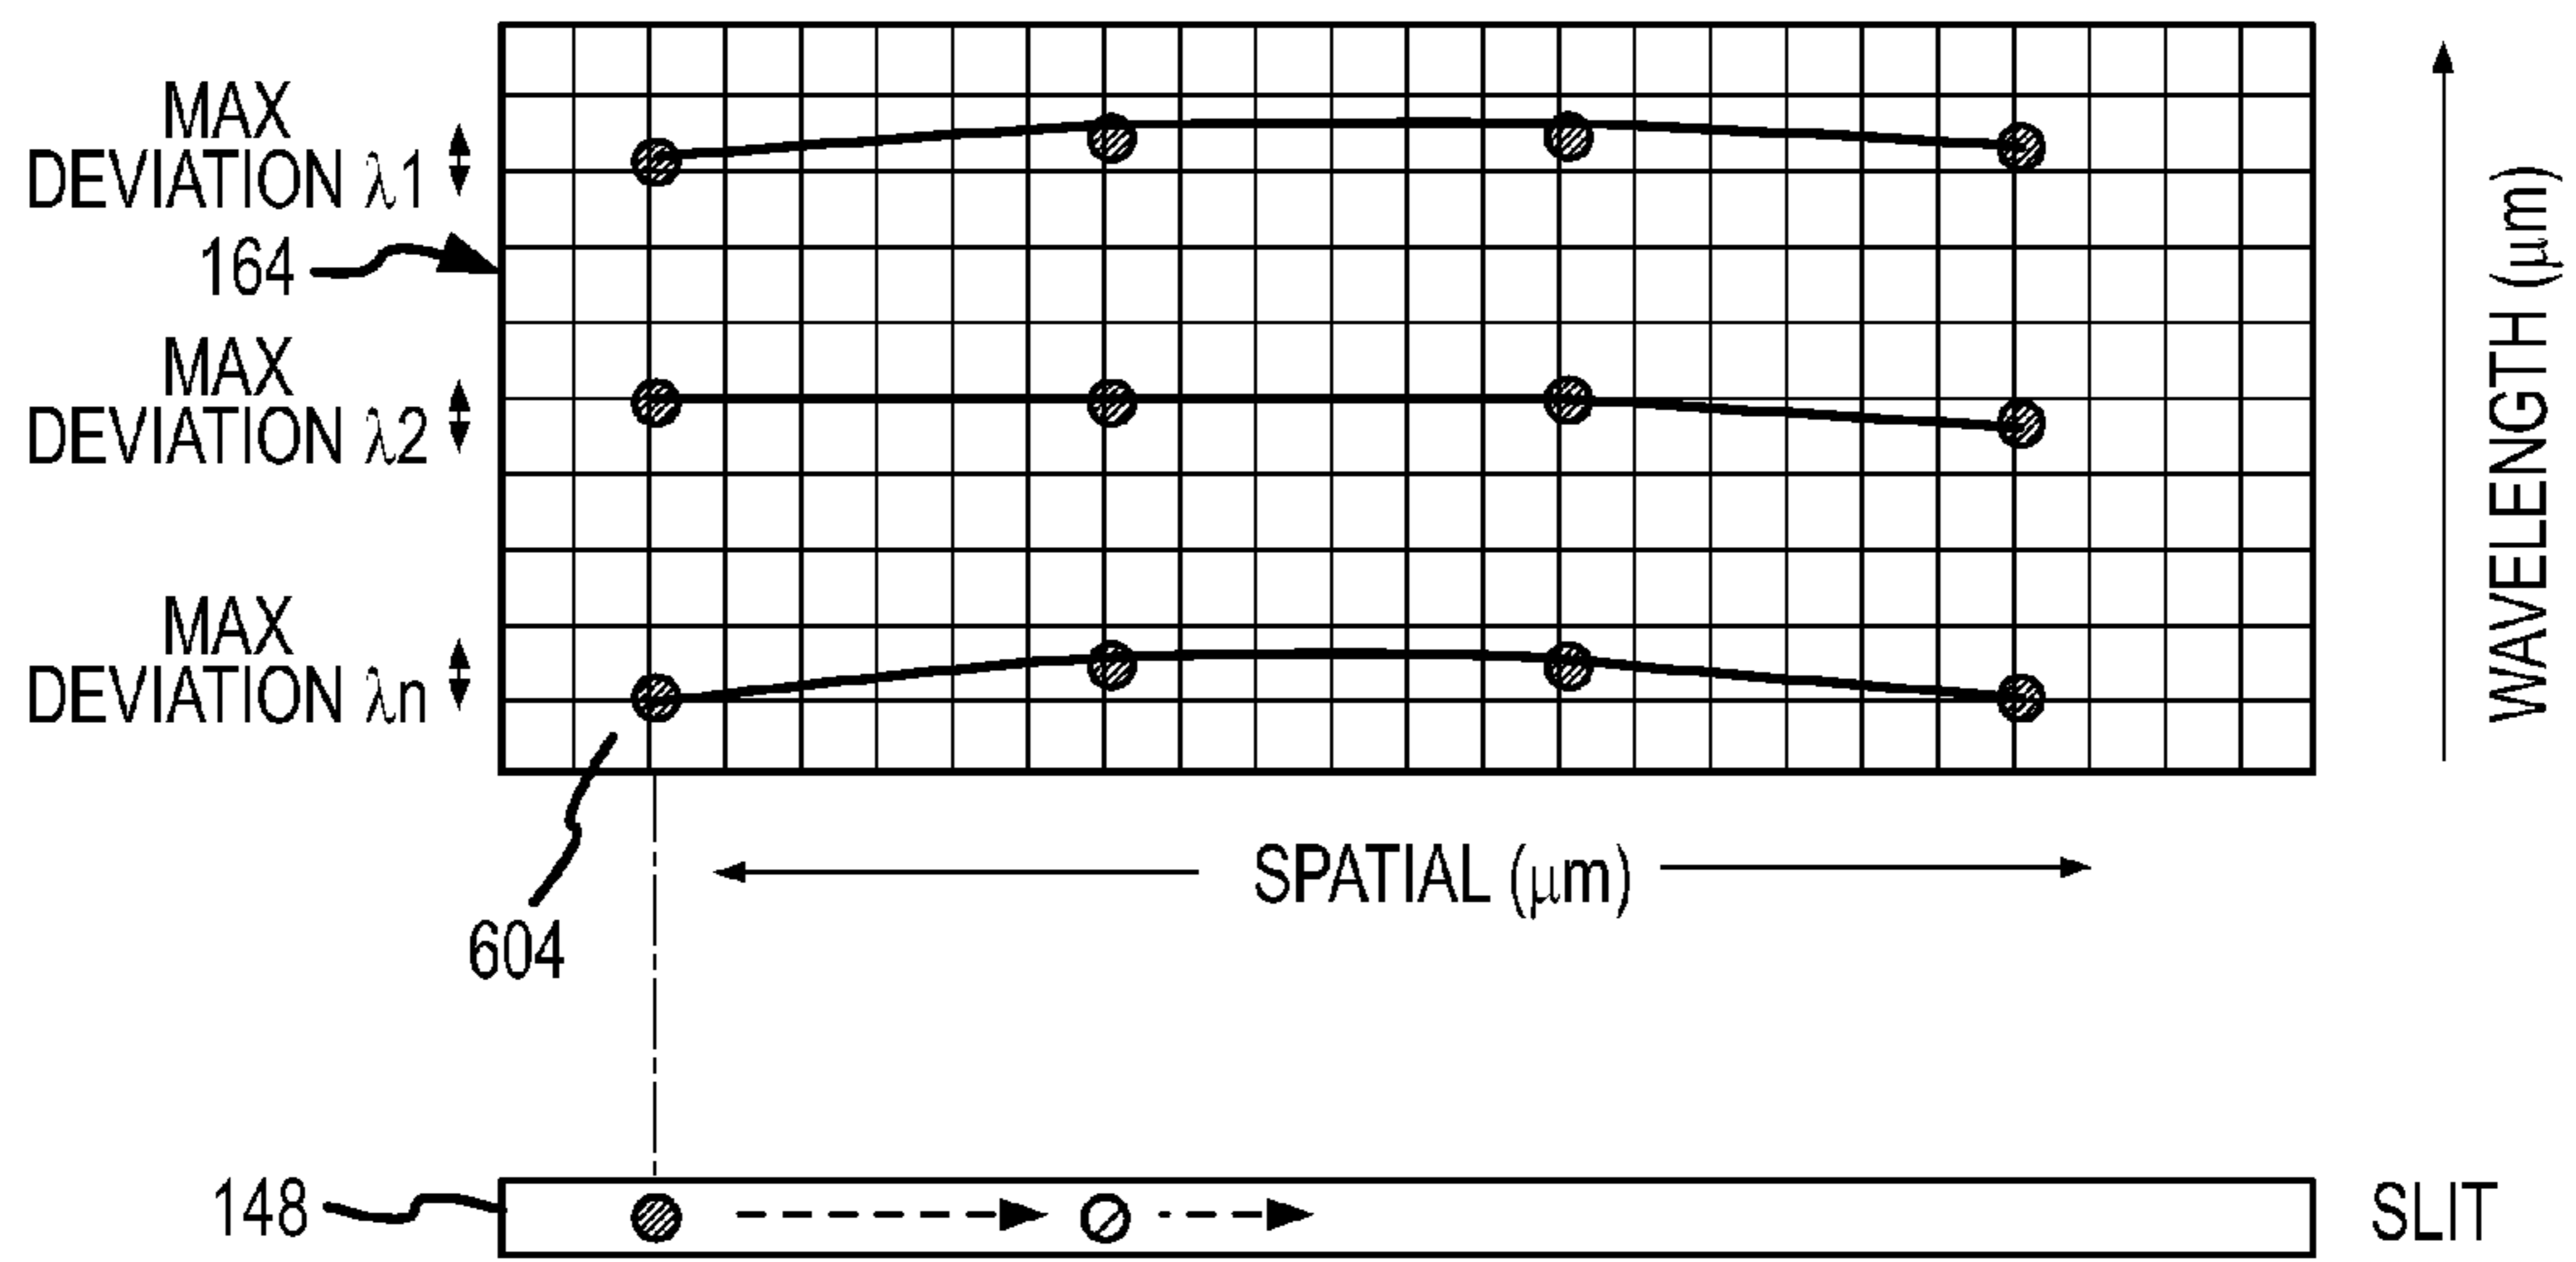 MAX
DEVIATION λ1
164
MAX
DEVIATION λ2
MAX
DEVIATION λn
WAVELENGTH (μm)
SPATIAL (μm)
604
148
SLIT